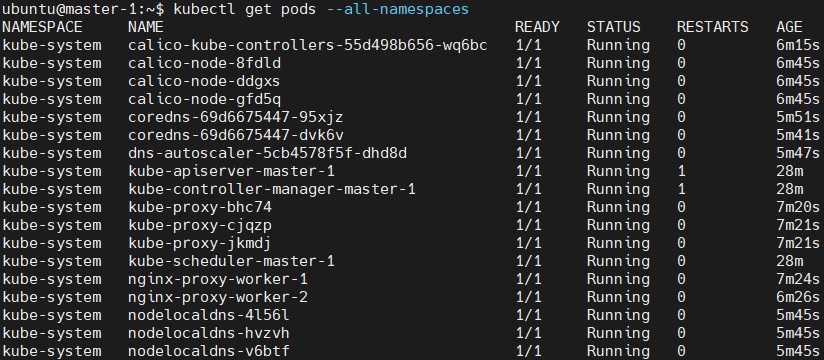 ubuntu@master-1:~$ kubectl get pods --all-namespaces
NAMESPACE NAME READY STATUS RESTARTS AGE
kube-system calico-kube-controllers-55d498b656-wq6bc 1/1 Running 0 6m15s
kube-system calico-node-8fdld 1/1 Running 0 6m45s
kube-system calico-node-ddgxs 1/1 Running 0 6m45s
kube-system calico-node-gfd5q 1/1 Running 0 6m45s
kube-system coredns-69d6675447-95xjz 1/1 Running 0 5m51s
kube-system coredns-69d6675447-dvk6v 1/1 Running 0 5m41s
kube-system dns-autoscaler-5cb4578f5f-dhd8d 1/1 Running 0 5m47s
kube-system kube-apiserver-master-1 1/1 Running 1 28m
kube-system kube-controller-manager-master-1 1/1 Running 1 28m
kube-system kube-proxy-bhc74 1/1 Running 0 7m20s
kube-system kube-proxy-cjqzp 1/1 Running 0 7m21s
kube-system kube-proxy-jkmdj 1/1 Running 0 7m21s
kube-system kube-scheduler-master-1 1/1 Running 0 28m
kube-system nginx-proxy-worker-1 1/1 Running 0 7m24s
kube-system nginx-proxy-worker-2 1/1 Running 0 6m26s
kube-system nodelocaldns-4l56l 1/1 Running 0 5m45s
kube-system nodelocaldns-hvzvh 1/1 Running 0 5m45s
kube-system nodelocaldns-v6btf 1/1 Running 0 5m45s